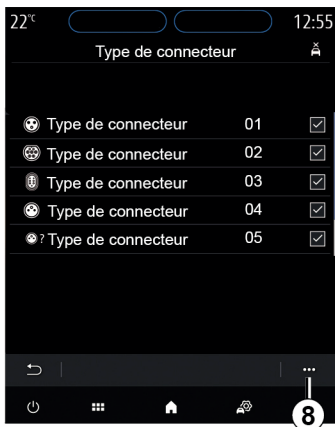 22°C 12:55
Type de connecteur
Type de connecteur 01
Type de connecteur 02
Type de connecteur 03
Type de connecteur 04
? Type de connecteur 05
8